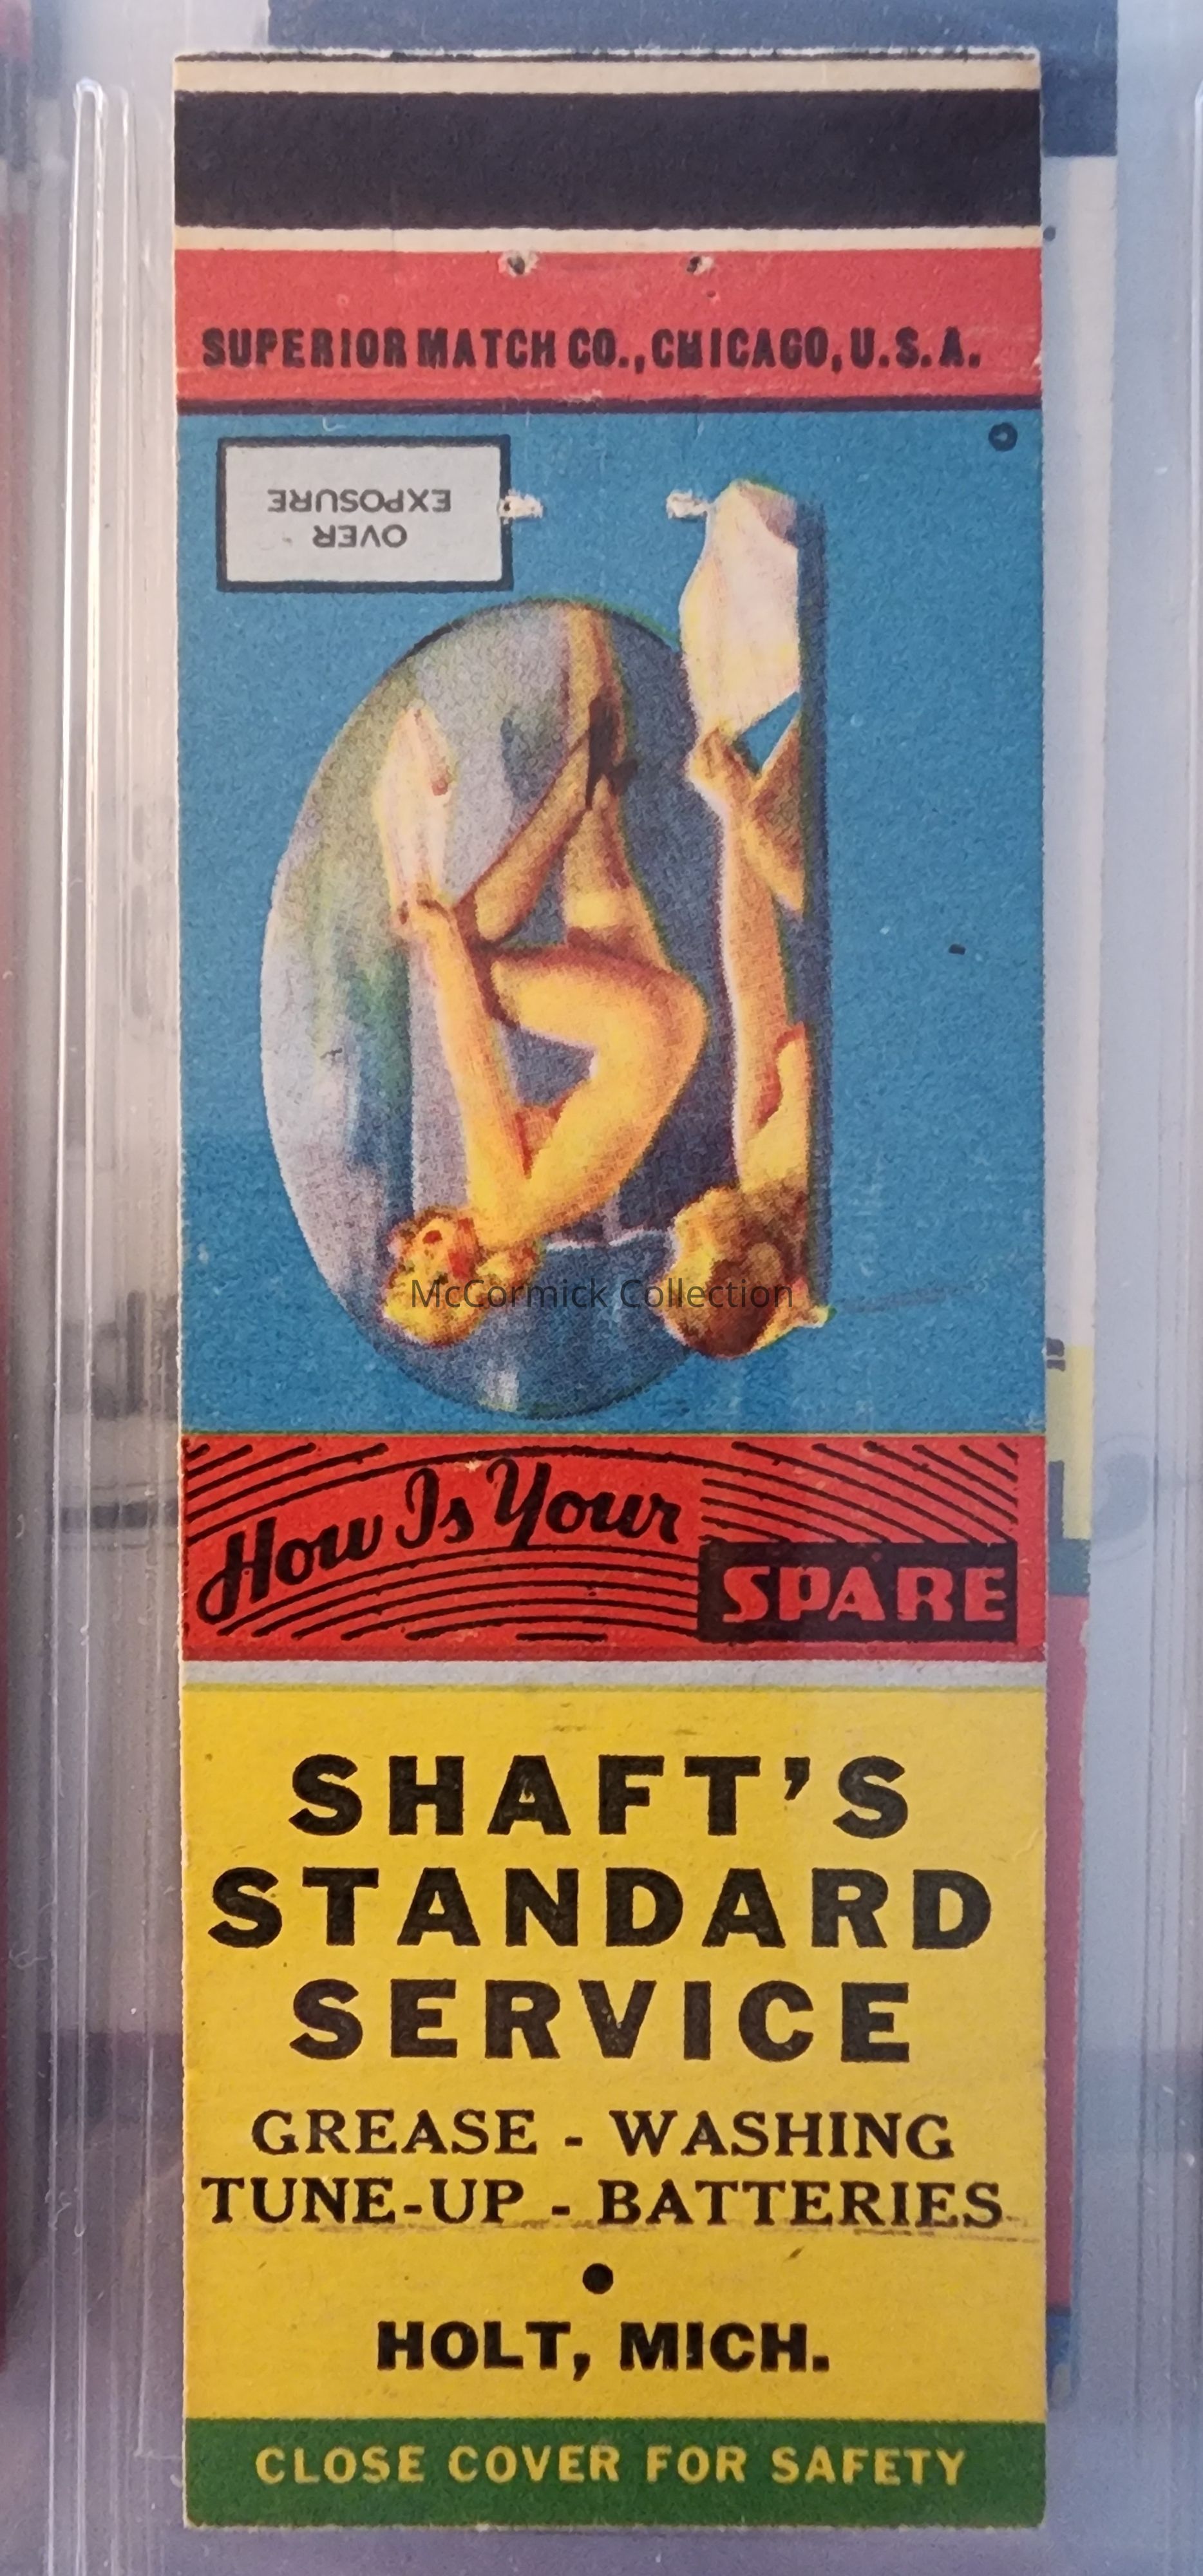 SUPERIOR MATCH CO., CHICAGO, U.S.A.
OVER
EXPOSURE
McCormick Collection
How Is Your
SPARE
SHAFT'S
STANDARD
SERVICE
GREASE - WASHING
TUNE-UP - BATTERIES
HOLT, MICH.
CLOSE COVER FOR SAFETY